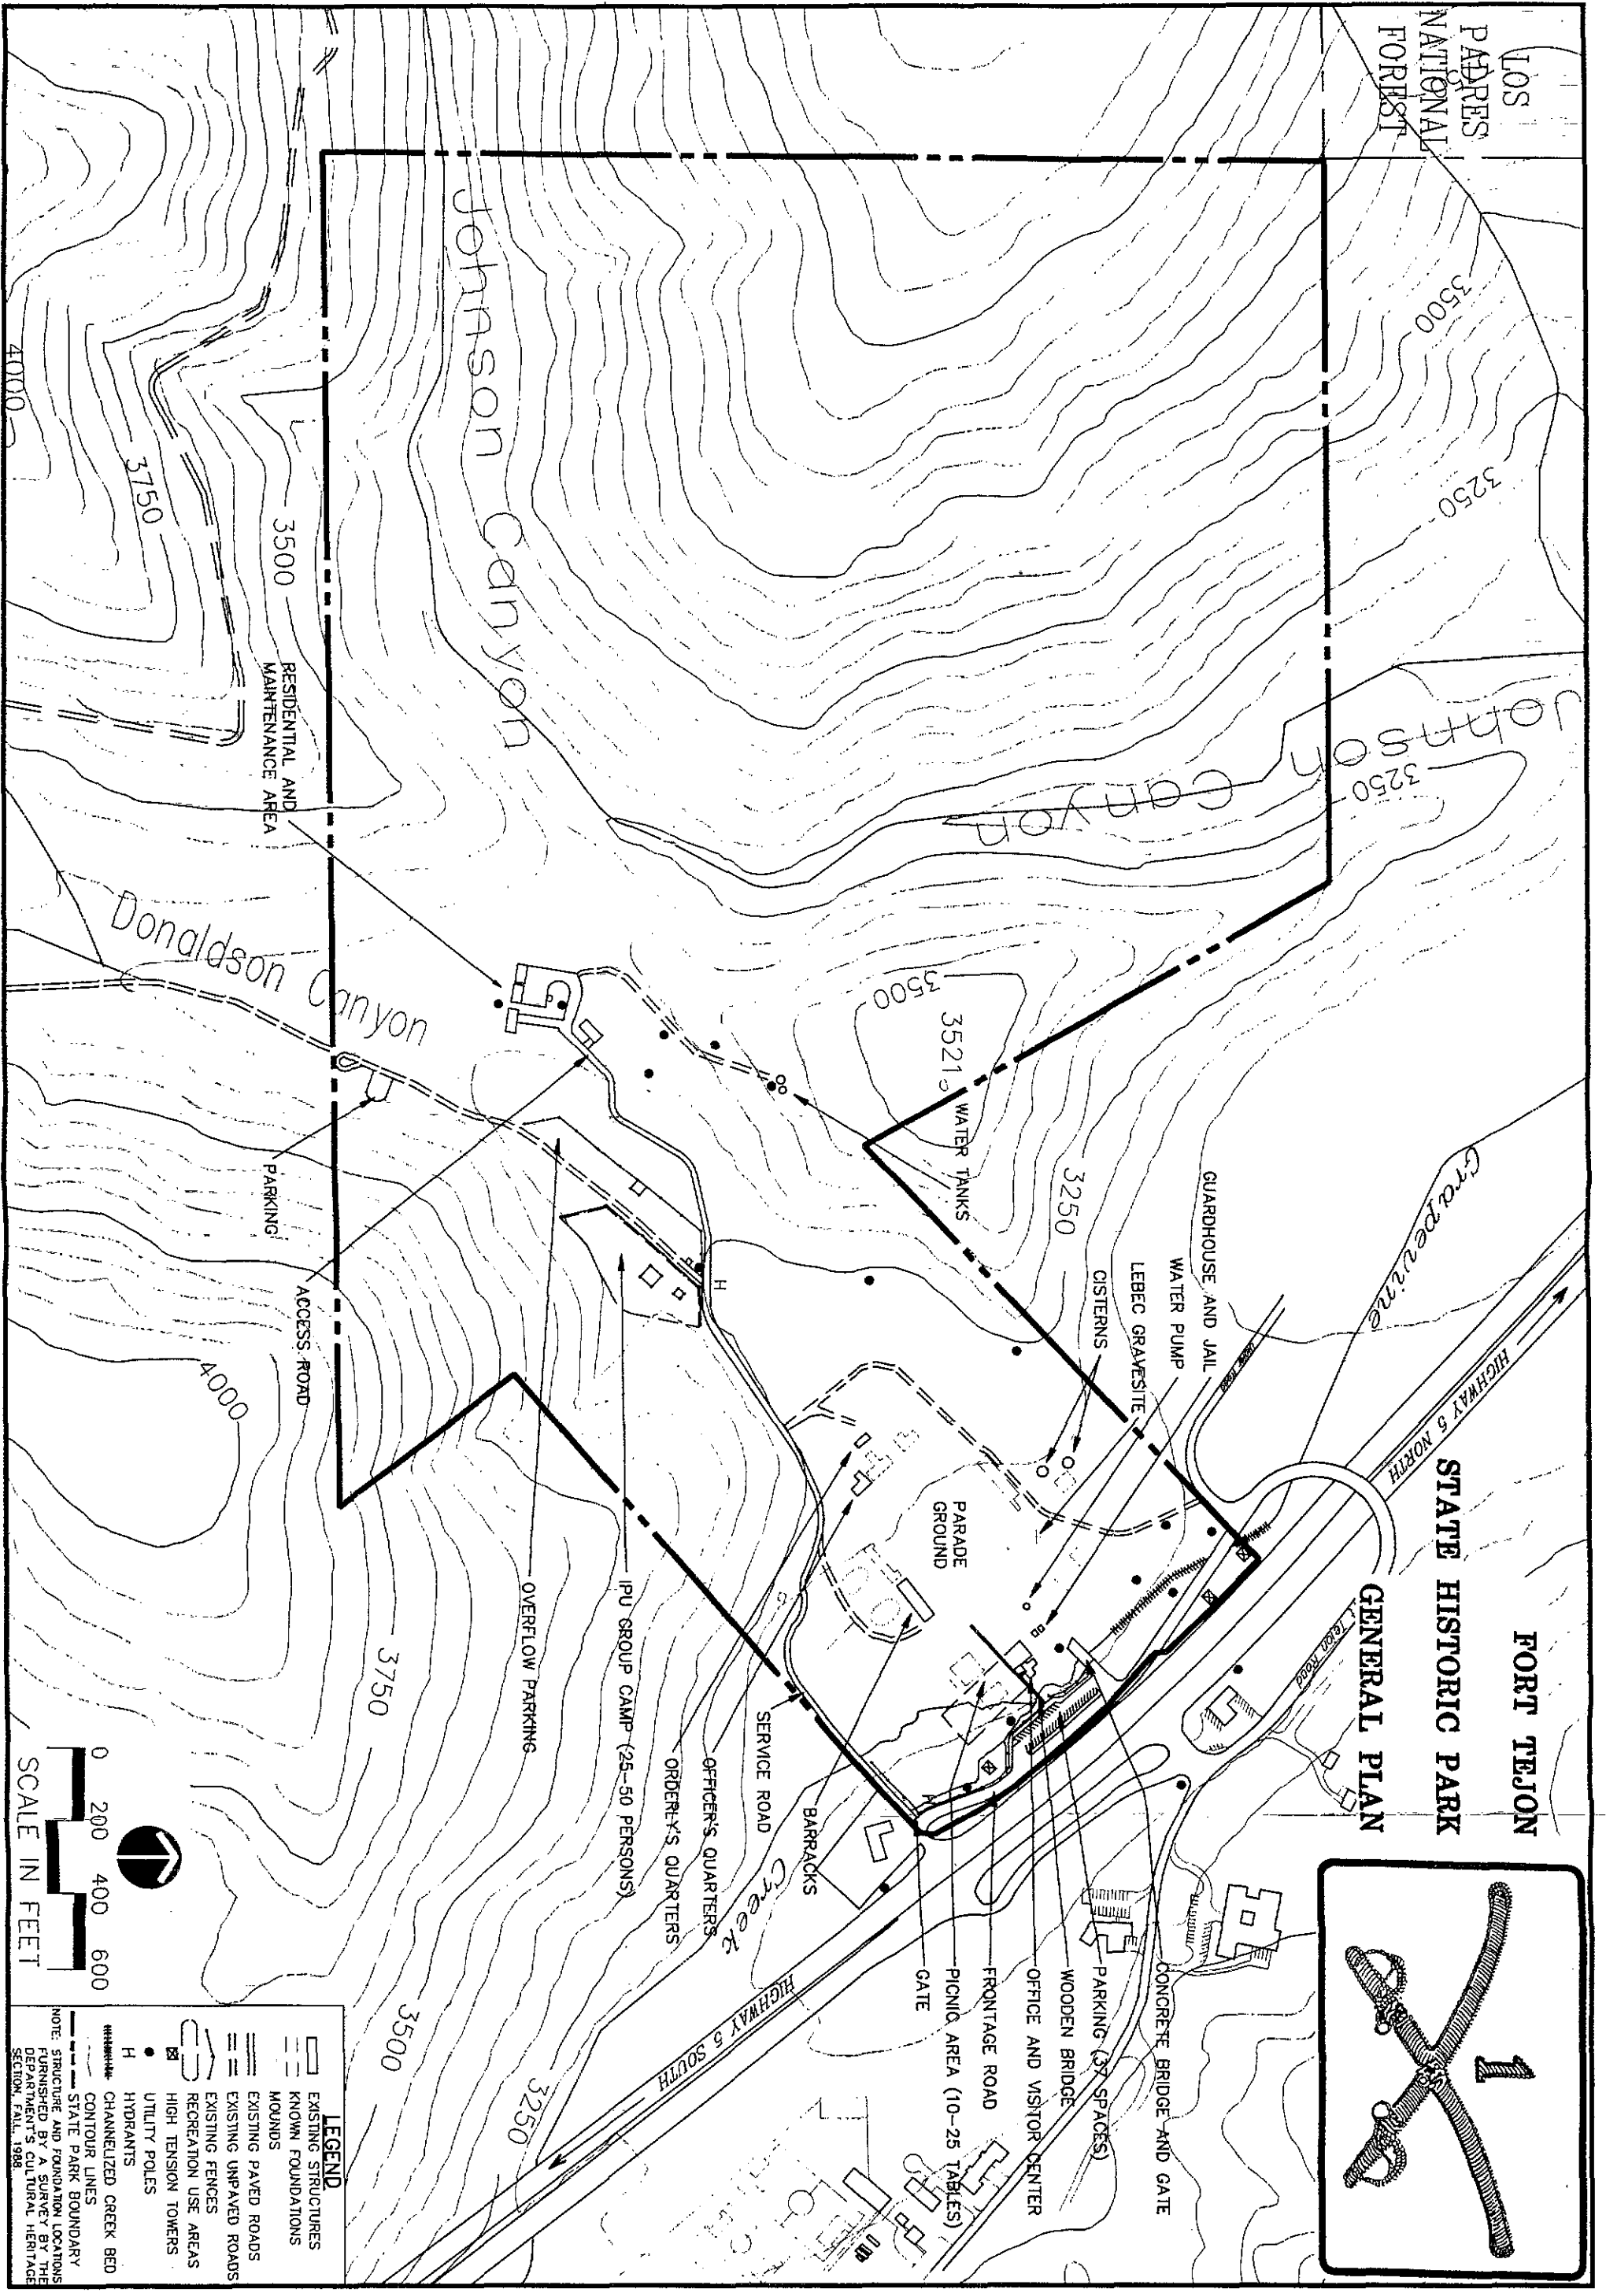 LOS
PADRES
NATIONAL
FOREST
FORT TEJON
STATE HISTORIC PARK
GENERAL PLAN
1
3500
3250
Johnson Canyon
3250
Grapevine
HIGHWAY 5 NORTH
Tejon Road
Johnson Canyon
3500
3521
WATER TANKS
3250
GUARDHOUSE AND JAIL
WATER PUMP
LEBEC GRAVESITE
CISTERNS
PARADE
GROUND
CONCRETE BRIDGE AND GATE
PARKING (37 SPACES)
WOODEN BRIDGE
OFFICE AND VISITOR CENTER
FRONTAGE ROAD
PICNIC AREA (10-25 TABLES)
GATE
BARRACKS
SERVICE ROAD
OFFICER'S QUARTERS
ORDERLY'S QUARTERS
IPU GROUP CAMP (25-50 PERSONS)
OVERFLOW PARKING
H
H
Creek
HIGHWAY 5 SOUTH
RESIDENTIAL AND
MAINTENANCE AREA
3500
3750
4000
Donaldson Canyon
PARKING
ACCESS ROAD
4000
3750
3500
3250
0 200 400 600
SCALE IN FEET
LEGEND
EXISTING STRUCTURES
KNOWN FOUNDATIONS
MOUNDS
EXISTING PAVED ROADS
EXISTING UNPAVED ROADS
EXISTING FENCES
RECREATION USE AREAS
HIGH TENSION TOWERS
UTILITY POLES
H HYDRANTS
CHANNELIZED CREEK BED
CONTOUR LINES
STATE PARK BOUNDARY
NOTE: STRUCTURE AND FOUNDATION LOCATIONS
FURNISHED BY A SURVEY BY THE
DEPARTMENT'S CULTURAL HERITAGE
SECTION, FALL, 1988.